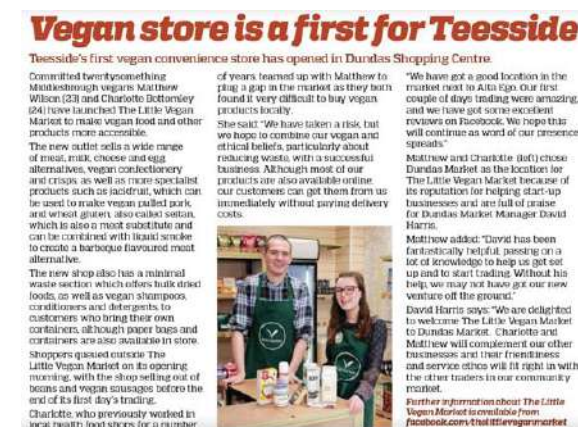 Vegan store is a first for Teesside
Teesside's first vegan convenience store has opened in Dundas Shopping Centre.
Committed twentysomething
Middlesbrough vegans Matthew
Wilson (23) and Charlotte Bottomley
(24) have launched The Little Vegan
Market to make vegan food and other
products more accessible.
The new outlet sells a wide range
of meat, milk, cheese and egg
alternatives, vegan confectionery
and crisps, as well as more specialist
products such as jackfruit, which can
be used to make vegan pulled pork,
and wheat gluten, also called seitan,
which is also a meat substitute and
can be combined with liquid smoke
to create a barbeque flavoured meat
alternative.
The new shop also has a minimal
waste section which offers bulk dried
foods, as well as vegan shampoos,
conditioners and detergents, to
customers who bring their own
containers, although paper bags and
containers are also available in store.
Shoppers queued outside The
Little Vegan Market on its opening
morning, with the shop selling out of
beans and vegan sausages before the
end of its first day's trading.
Charlotte, who previously worked in
local health food shops for a number
of years, teamed up with Matthew to
plug a gap in the market as they both
found it very difficult to buy vegan
products locally.
She said: "We have taken a risk, but
we hope to combine our vegan and
ethical beliefs, particularly about
reducing waste, with a successful
business. Although most of our
products are also available online,
our customers can get them from us
immediately without paying delivery
costs.
"We have got a good location in the
market next to Alta Ego. Our first
couple of days tranding were amazing,
and we have got some excellent
reviews on Facebook. We hope this
will continue as word of our presence
spreads."
Matthew and Charlotte (left) chose
Dundas Market as the location for
The Little Vegan Market because of
its reputation for helping start-up
businesses and are full of praise
for Dundas Market Manager David
Harris.
Matthew added: "David has been
fantastically helpful, passing on a
lot of knowledge to help us get set
up and to start trading. Without his
help, we may not have got our new
venture off the ground."
David Harris says: "We are delighted
to welcome The Little Vegan Market
to Dundas Market. Charlotte and
Matthew will complement our other
businesses and their friendliness
and service ethos will fit right in with
the other traders in our community
market.
Further information about The Little
Vegan Market is available from
facebook.com/thelittleveganmarket